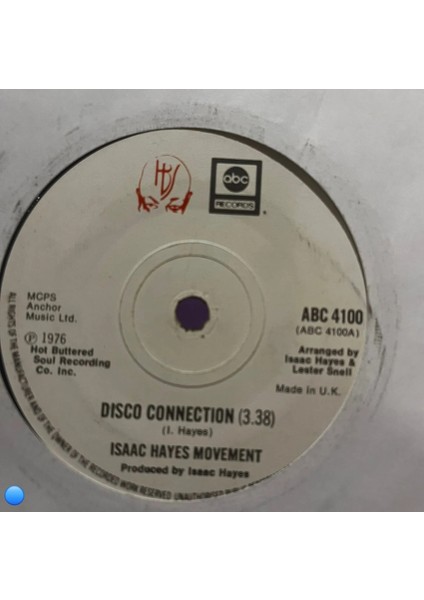 HBS
abc
RECORDS
MCPS
Anchor
Music Ltd.
℗ 1976
Hot Buttered
Soul Recording
Co. Inc.
ABC 4100
(ABC 4100A)
Arranged by
Isaac Hayes &
Lester Snell
Made in U.K.
DISCO CONNECTION (3.38)
(I. Hayes)
ISAAC HAYES MOVEMENT
Produced by Isaac Hayes
ALL RIGHTS OF THE MANUFACTURER AND OF THE OWNER OF THE RECORDED WORK RESERVED UNAUTHORISED